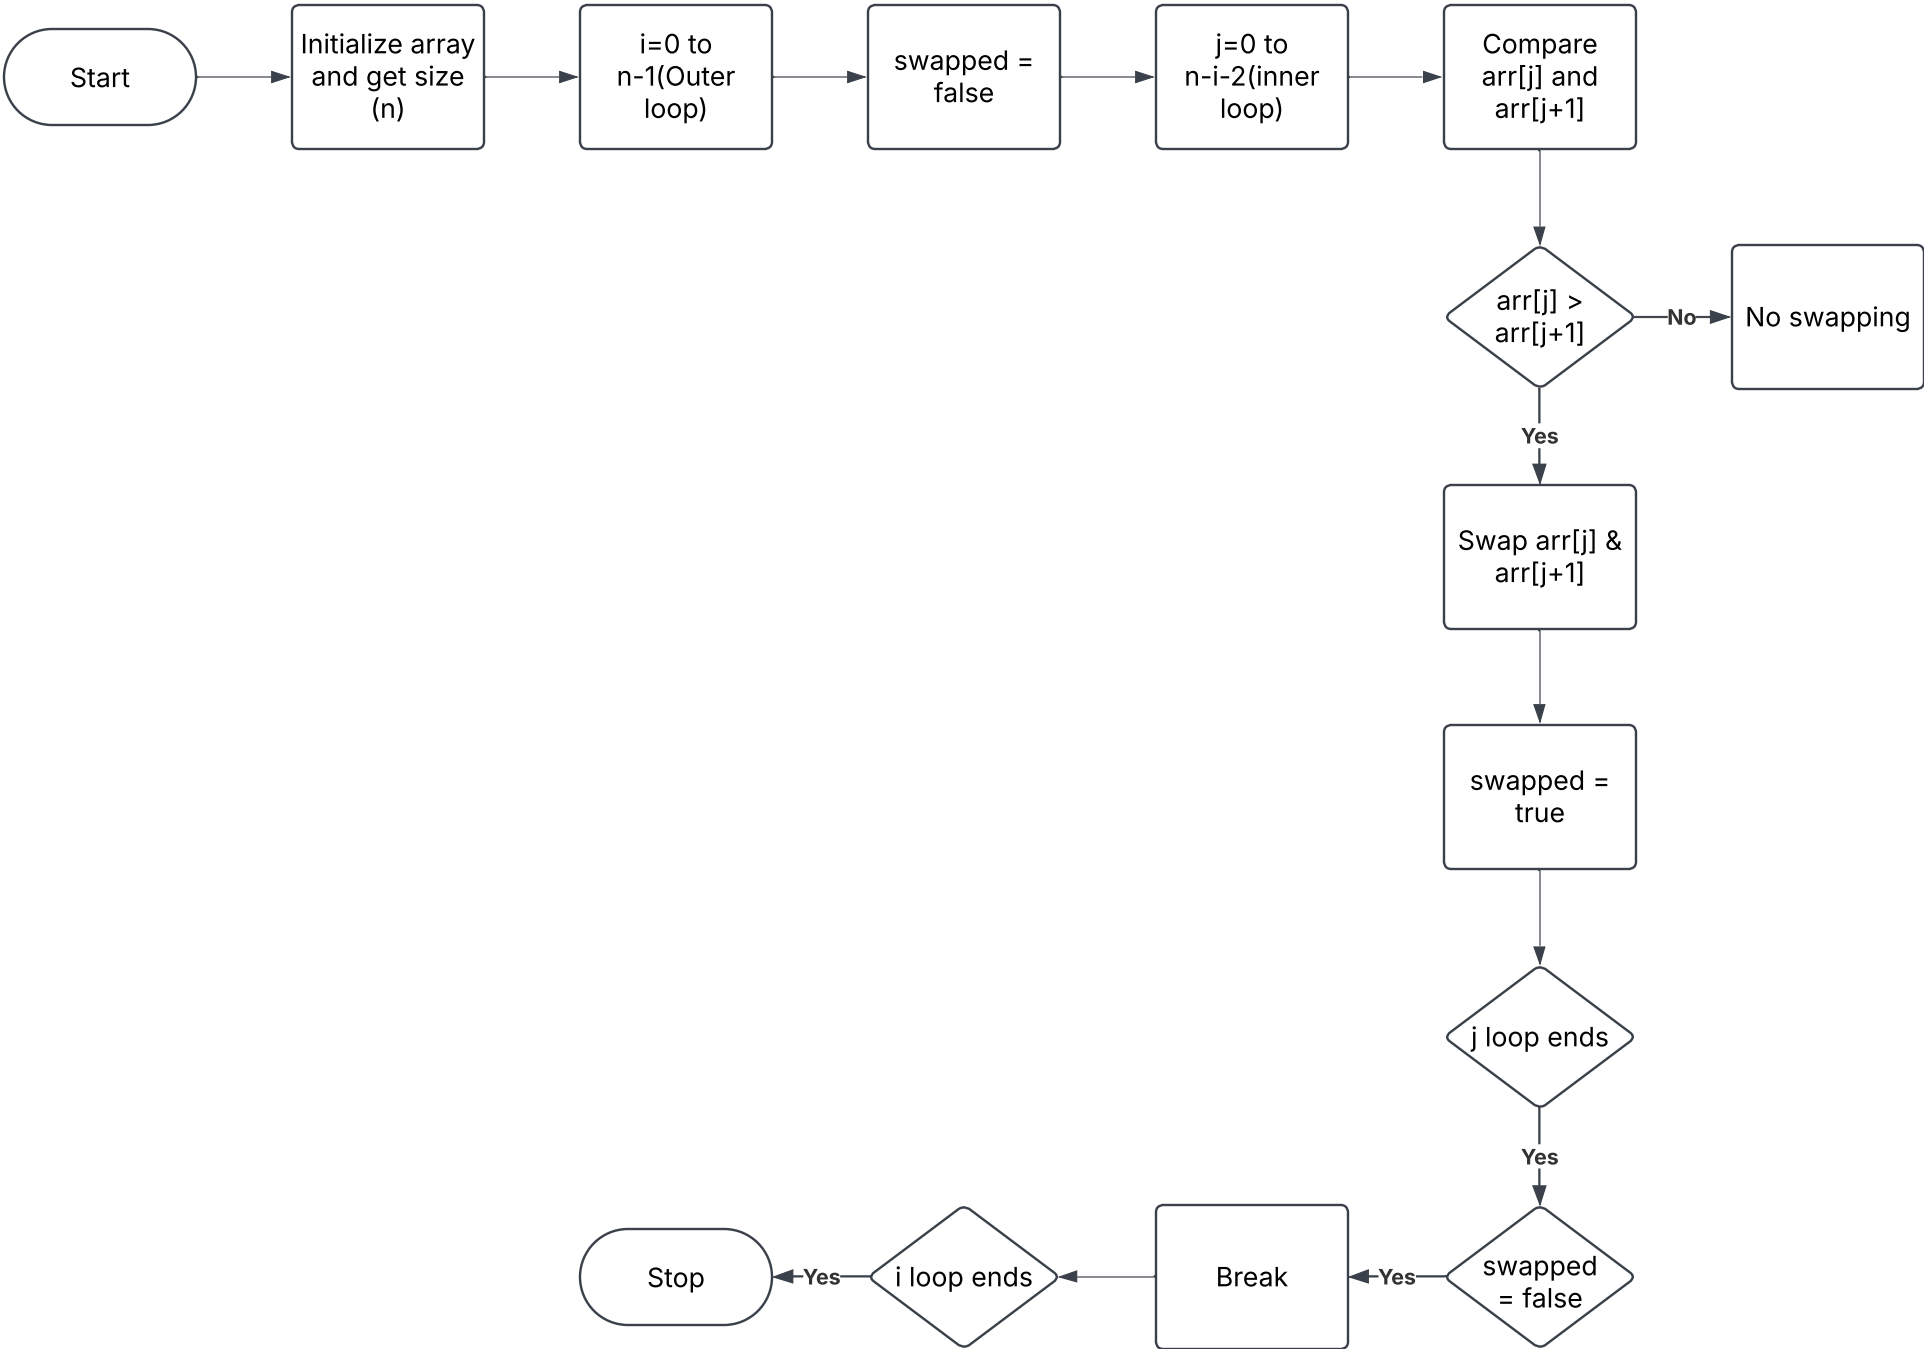 Start
Initialize array
and get size
(n)
i=0 to
n-1(Outer
loop)
swapped =
false
j=0 to
n-i-2(inner
loop)
Compare
arr[j] and
arr[j+1]
arr[j] >
arr[j+1]
No
No swapping
Yes
Swap arr[j] &
arr[j+1]
swapped =
true
j loop ends
Yes
swapped
= false
Yes
Break
i loop ends
Yes
Stop